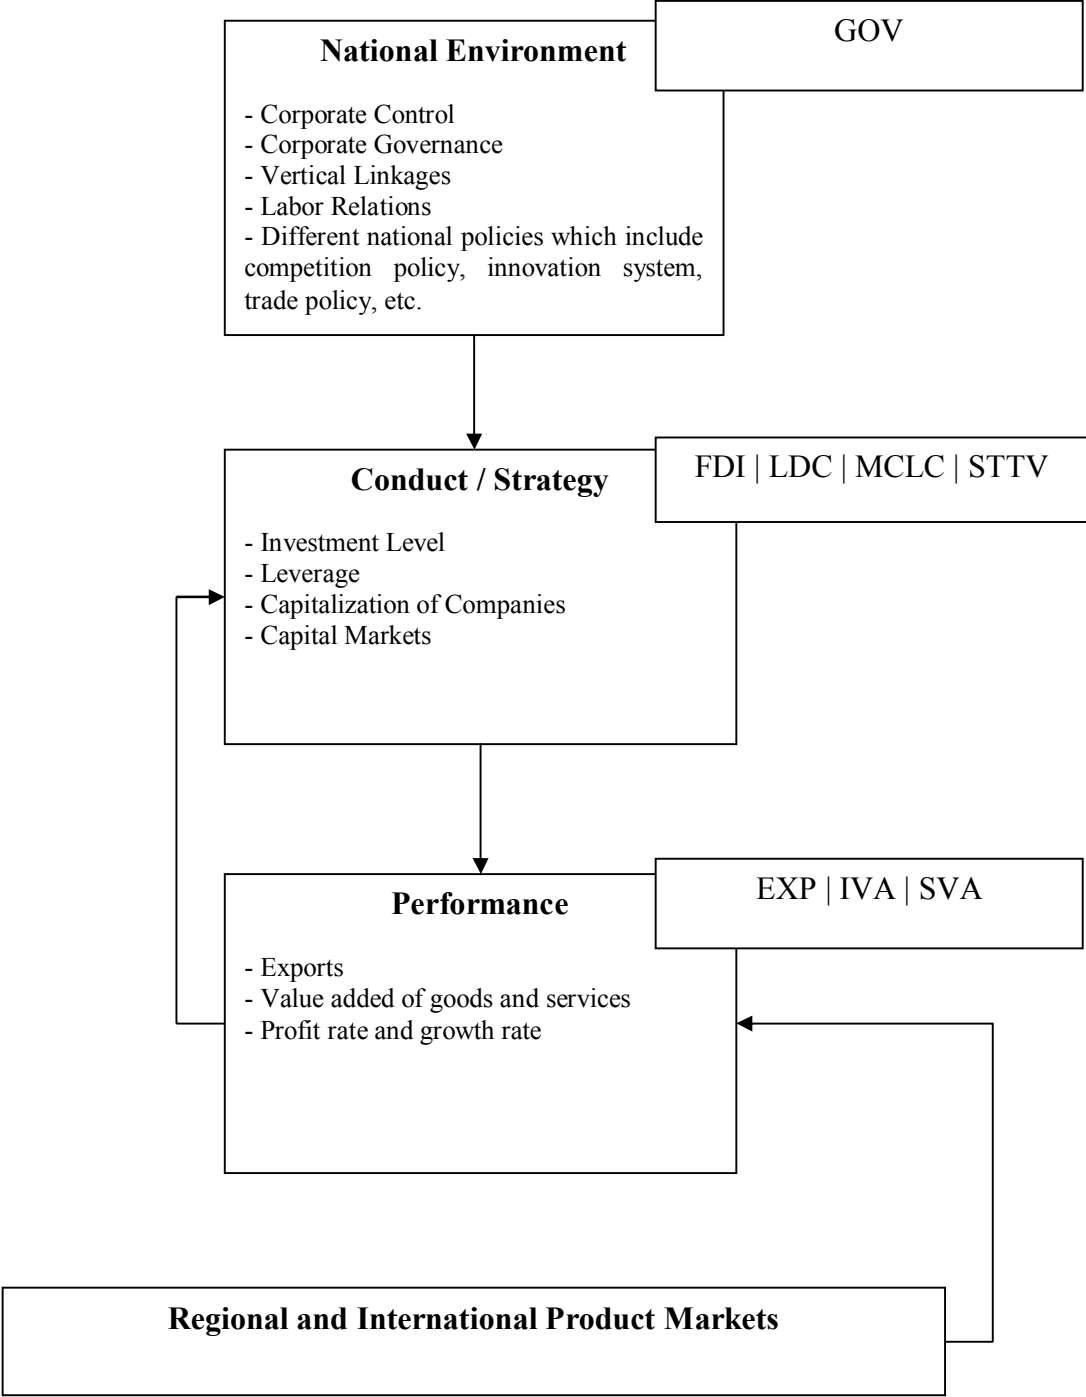 GOV
National Environment
- Corporate Control
- Corporate Governance
- Vertical Linkages
- Labor Relations
- Different national policies which include
competition policy, innovation system,
trade policy, etc.
FDI | LDC | MCLC | STTV
Conduct / Strategy
- Investment Level
- Leverage
- Capitalization of Companies
- Capital Markets
EXP | IVA | SVA
Performance
- Exports
- Value added of goods and services
- Profit rate and growth rate
Regional and International Product Markets